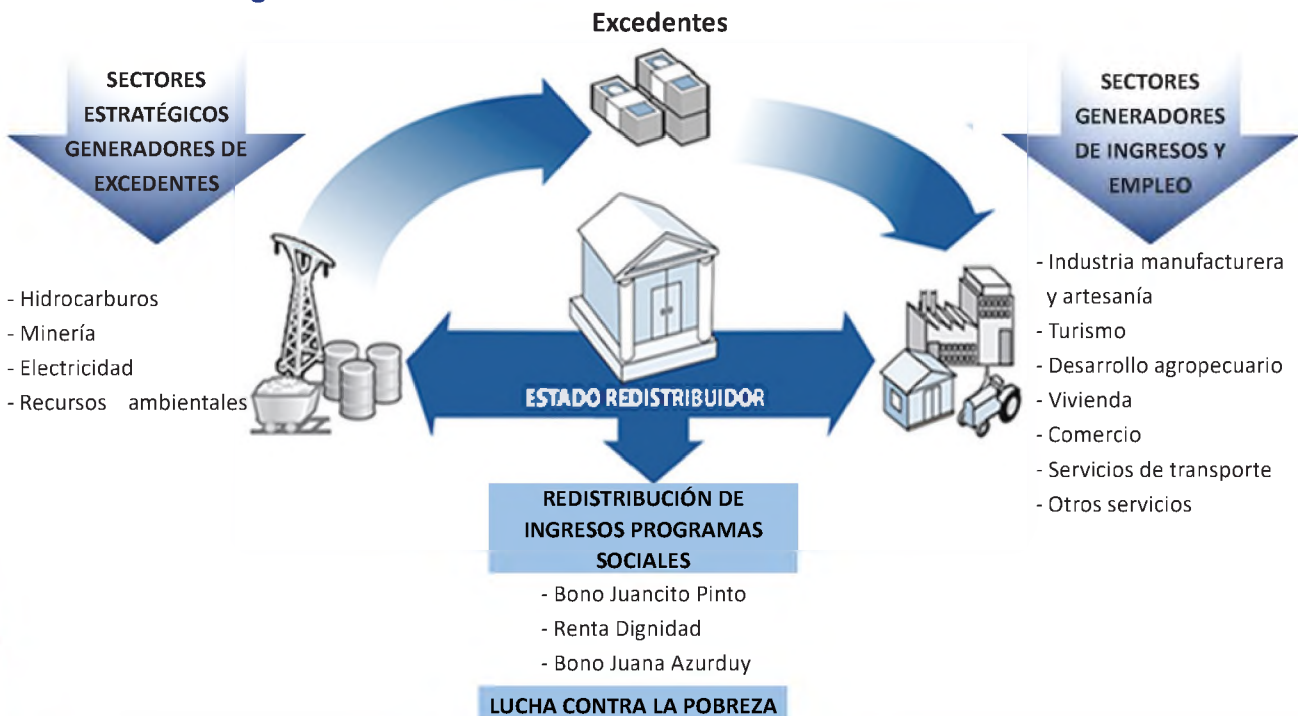 Excedentes
SECTORES
ESTRATÉGICOS
GENERADORES DE
EXCEDENTES
- Hidrocarburos
- Minería
- Electricidad
- Recursos ambientales
SECTORES
GENERADORES
DE INGRESOS Y
EMPLEO
- Industria manufacturera
y artesanía
- Turismo
- Desarrollo agropecuario
- Vivienda
- Comercio
- Servicios de transporte
- Otros servicios
ESTADO REDISTRIBUIDOR
REDISTRIBUCIÓN DE
INGRESOS PROGRAMAS
SOCIALES
- Bono Juancito Pinto
- Renta Dignidad
- Bono Juana Azurduy
LUCHA CONTRA LA POBREZA